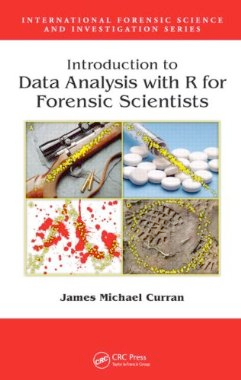 INTERNATIONAL FORENSIC SCIENCE
AND INVESTIGATION SERIES
Introduction to
Data Analysis with R for
Forensic Scientists
James Michael Curran
CRC Press
Taylor & Francis Group